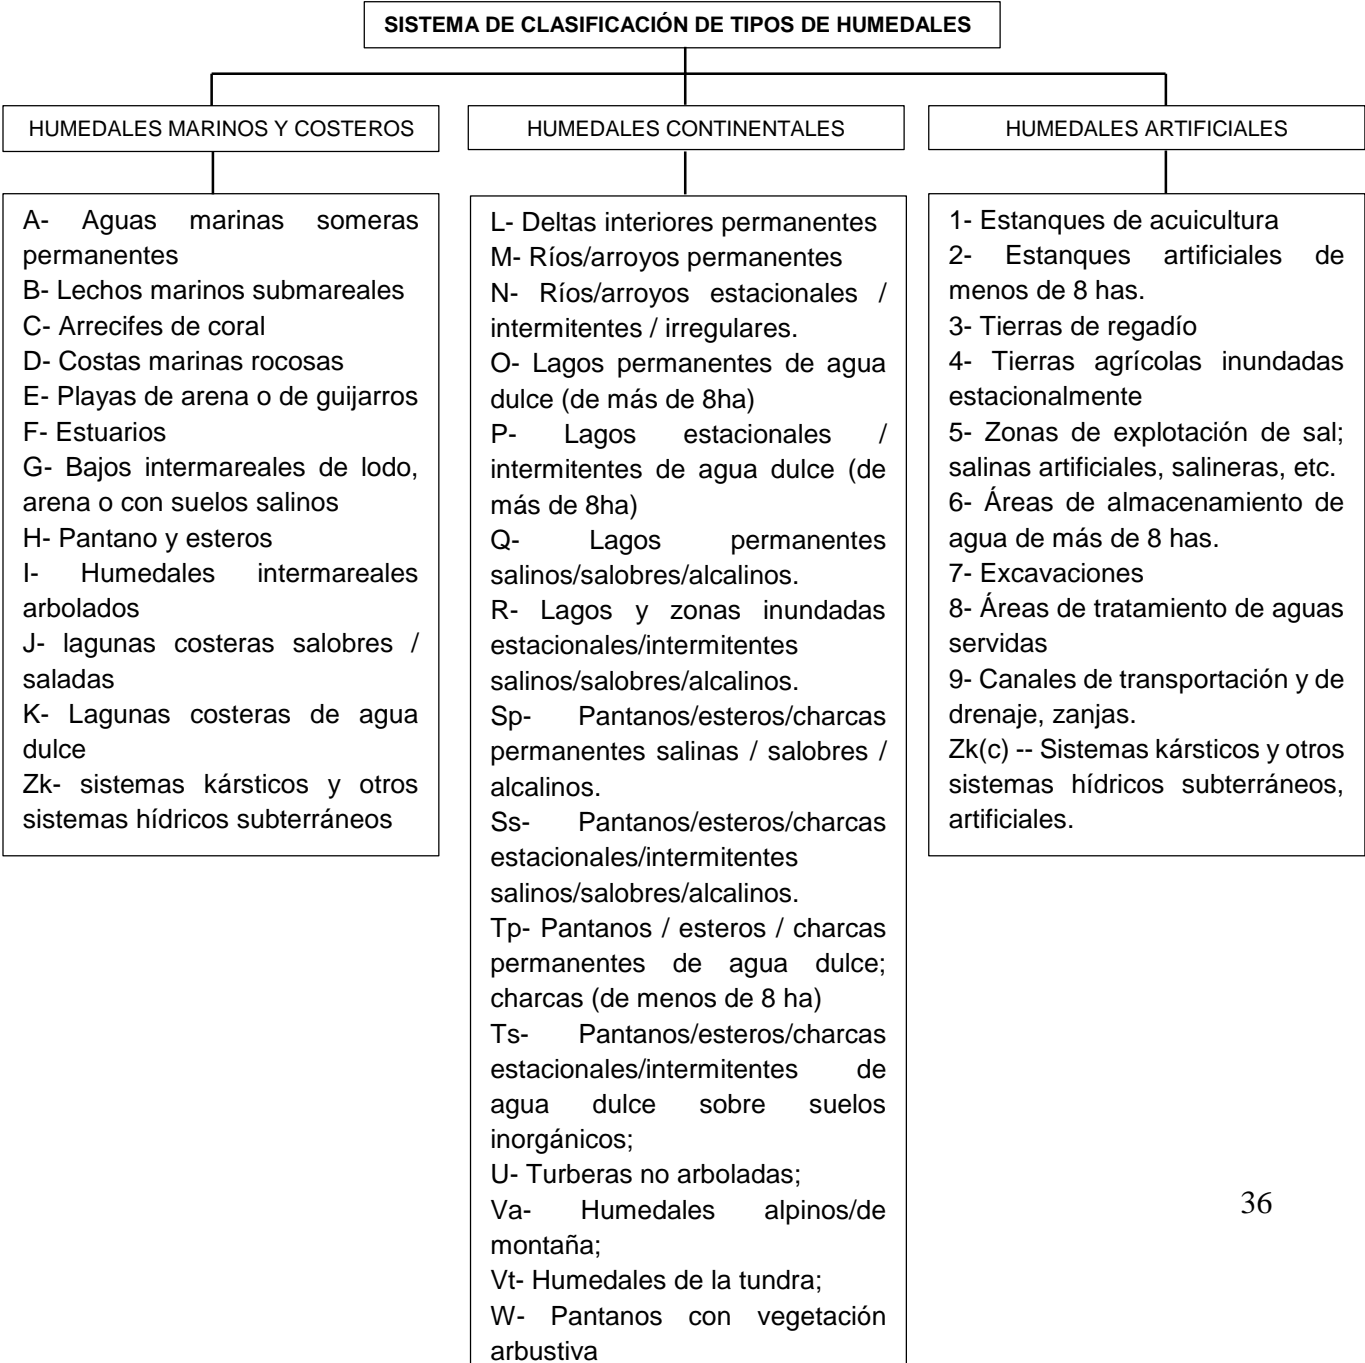 SISTEMA DE CLASIFICACIÓN DE TIPOS DE HUMEDALES
HUMEDALES MARINOS Y COSTEROS
A- Aguas marinas someras
permanentes
B- Lechos marinos submareales
C- Arrecifes de coral
D- Costas marinas rocosas
E- Playas de arena o de guijarros
F- Estuarios
G- Bajos intermareales de lodo,
arena o con suelos salinos
H- Pantano y esteros
I- Humedales intermareales
arbolados
J- lagunas costeras salobres /
saladas
K- Lagunas costeras de agua
dulce
Zk- sistemas kársticos y otros
sistemas hídricos subterráneos
HUMEDALES CONTINENTALES
L- Deltas interiores permanentes
M- Ríos/arroyos permanentes
N- Ríos/arroyos estacionales /
intermitentes / irregulares.
O- Lagos permanentes de agua
dulce (de más de 8ha)
P- Lagos estacionales /
intermitentes de agua dulce (de
más de 8ha)
Q- Lagos permanentes
salinos/salobres/alcalinos.
R- Lagos y zonas inundadas
estacionales/intermitentes
salinos/salobres/alcalinos.
Sp- Pantanos/esteros/charcas
permanentes salinas / salobres /
alcalinos.
Ss- Pantanos/esteros/charcas
estacionales/intermitentes
salinos/salobres/alcalinos.
Tp- Pantanos / esteros / charcas
permanentes de agua dulce;
charcas (de menos de 8 ha)
Ts- Pantanos/esteros/charcas
estacionales/intermitentes de
agua dulce sobre suelos
inorgánicos;
U- Turberas no arboladas;
Va- Humedales alpinos/de
montaña;
Vt- Humedales de la tundra;
W- Pantanos con vegetación
arbustiva
HUMEDALES ARTIFICIALES
1- Estanques de acuicultura
2- Estanques artificiales de
menos de 8 has.
3- Tierras de regadío
4- Tierras agrícolas inundadas
estacionalmente
5- Zonas de explotación de sal;
salinas artificiales, salineras, etc.
6- Áreas de almacenamiento de
agua de más de 8 has.
7- Excavaciones
8- Áreas de tratamiento de aguas
servidas
9- Canales de transportación y de
drenaje, zanjas.
Zk(c) -- Sistemas kársticos y otros
sistemas hídricos subterráneos,
artificiales.
36